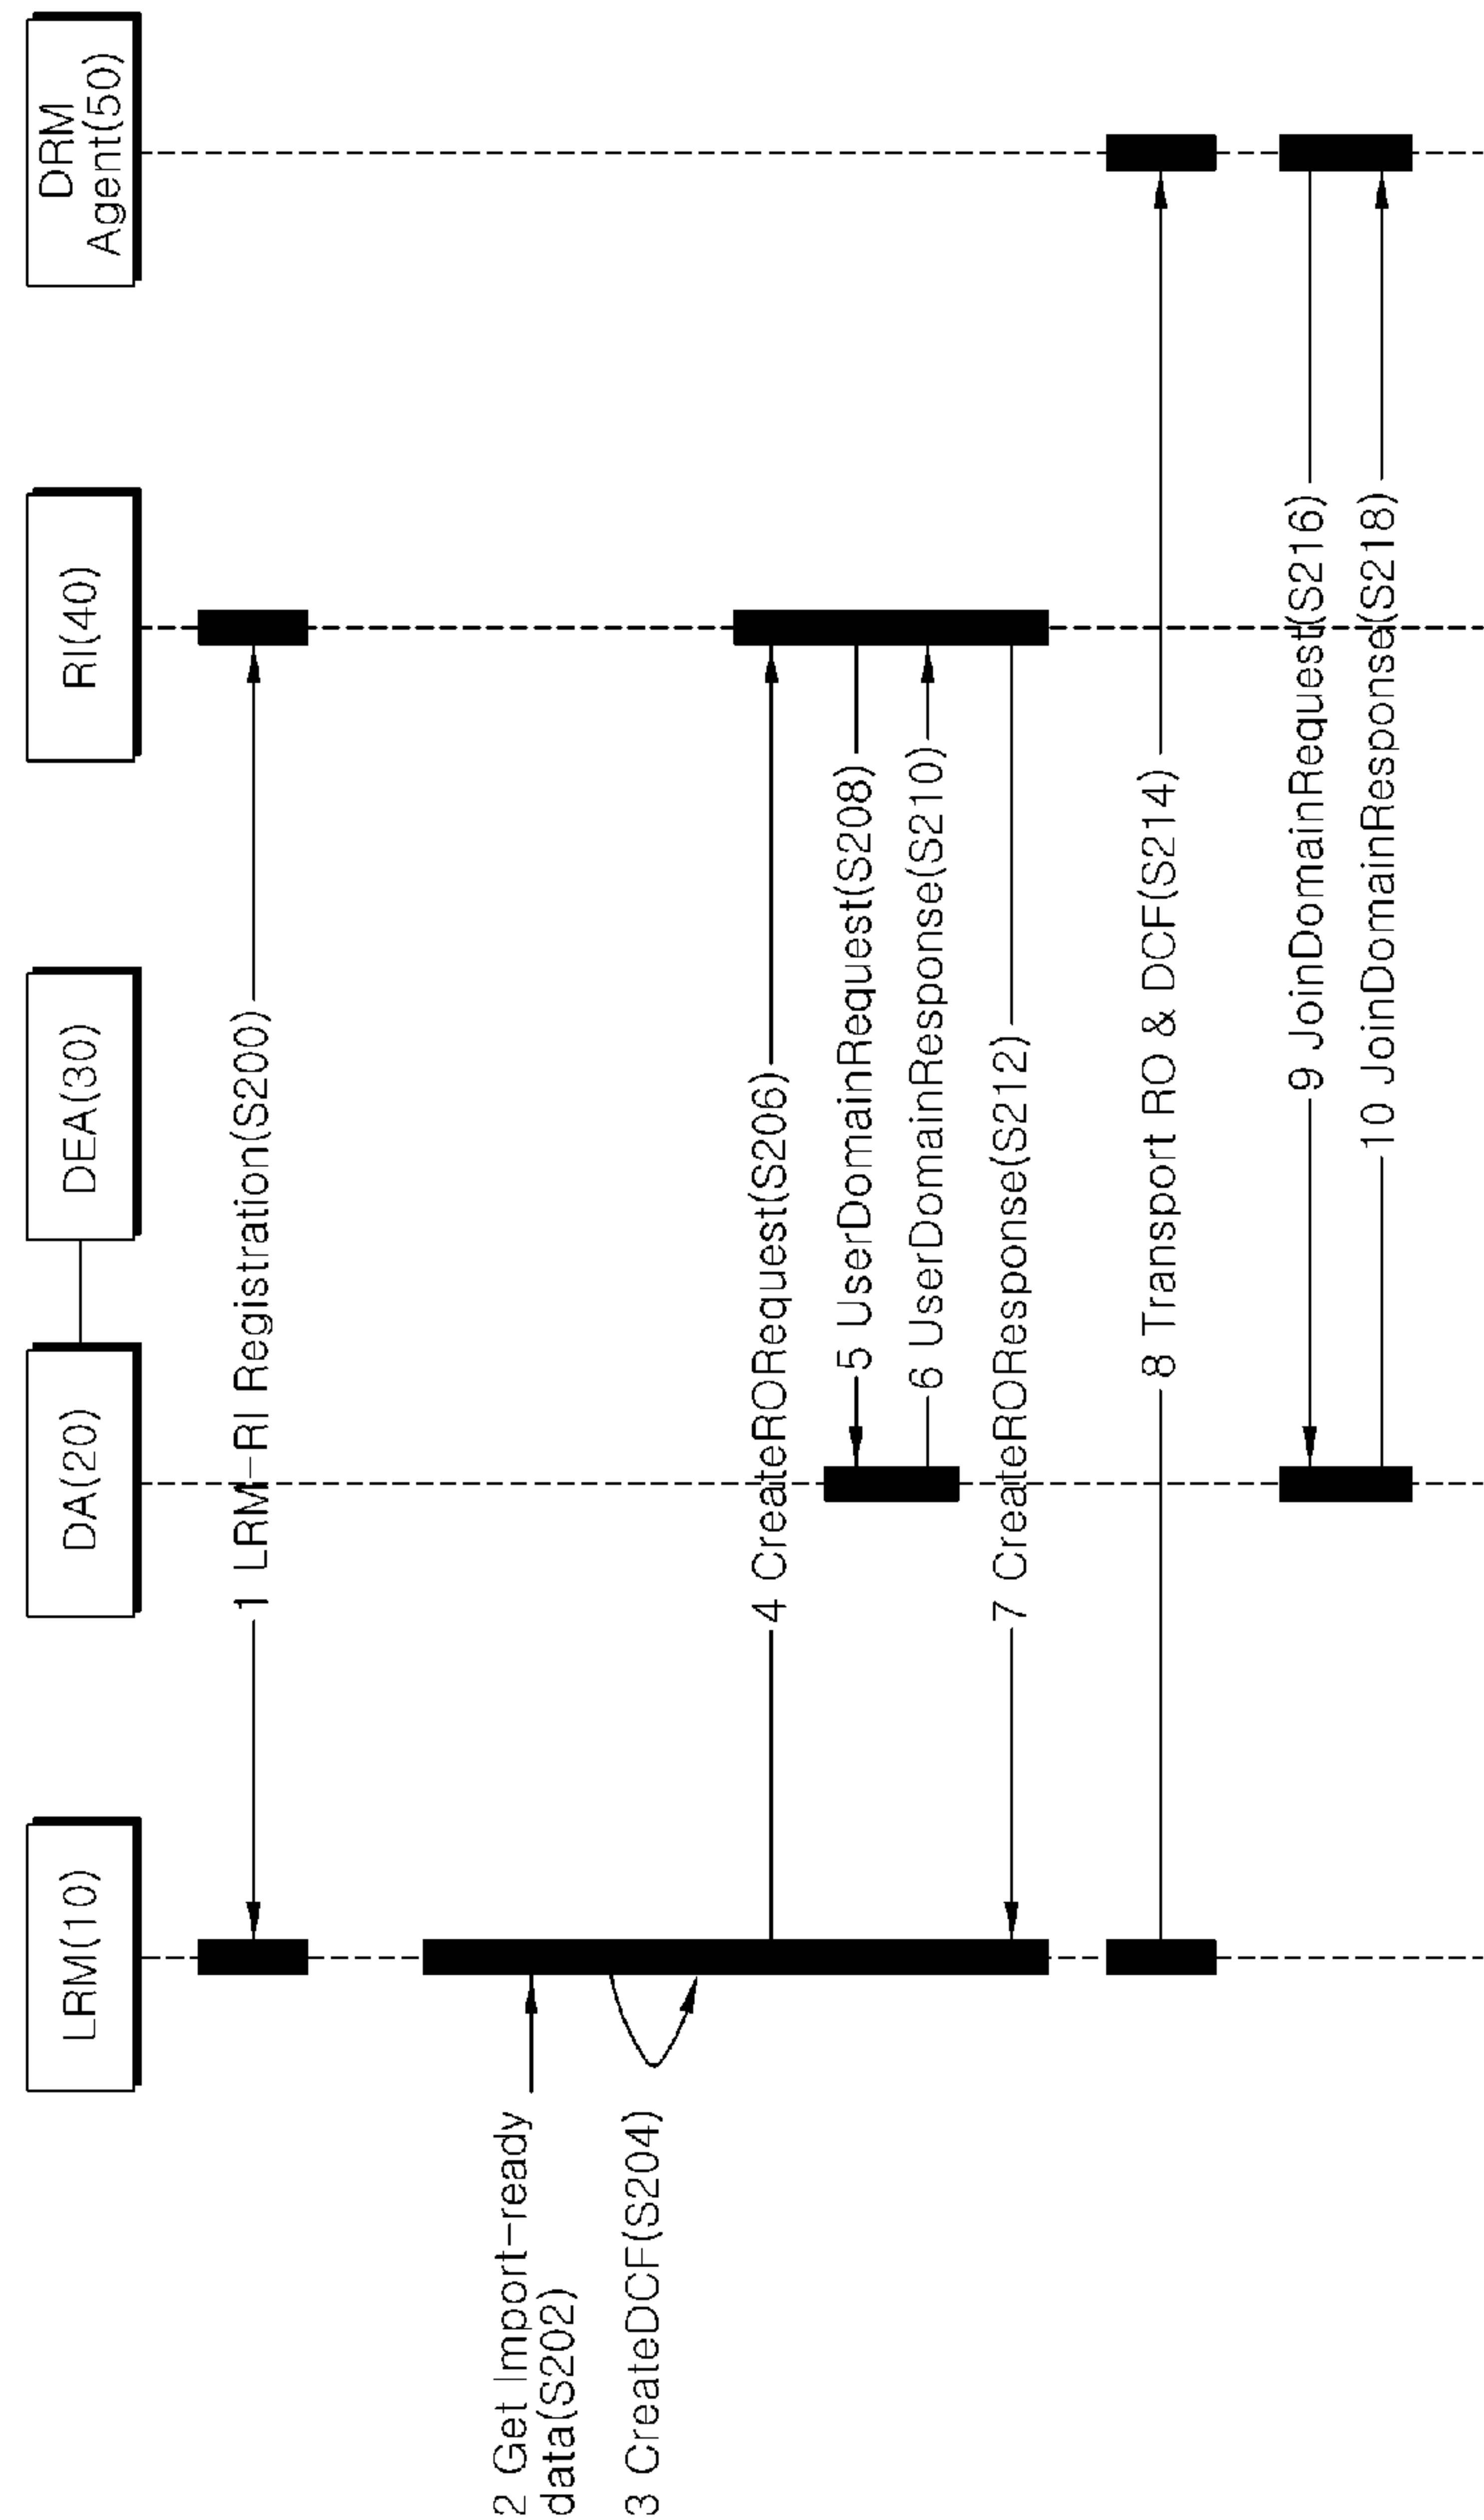 LRM(10)
DA(20)
DEA(30)
RI(40)
DRM
Agent(50)
1 LRM-RI Registration(S200)
2 Get Import-ready
data(S202)
3 CreateDCF(S204)
4 CreateRORequest(S206)
5 UserDomainRequest(S208)
6 UserDomainResponse(S210)
7 CreateROResponse(S212)
8 Transport RO & DCF(S214)
9 JoinDomainRequest(S216)
10 JoinDomainResponse(S218)